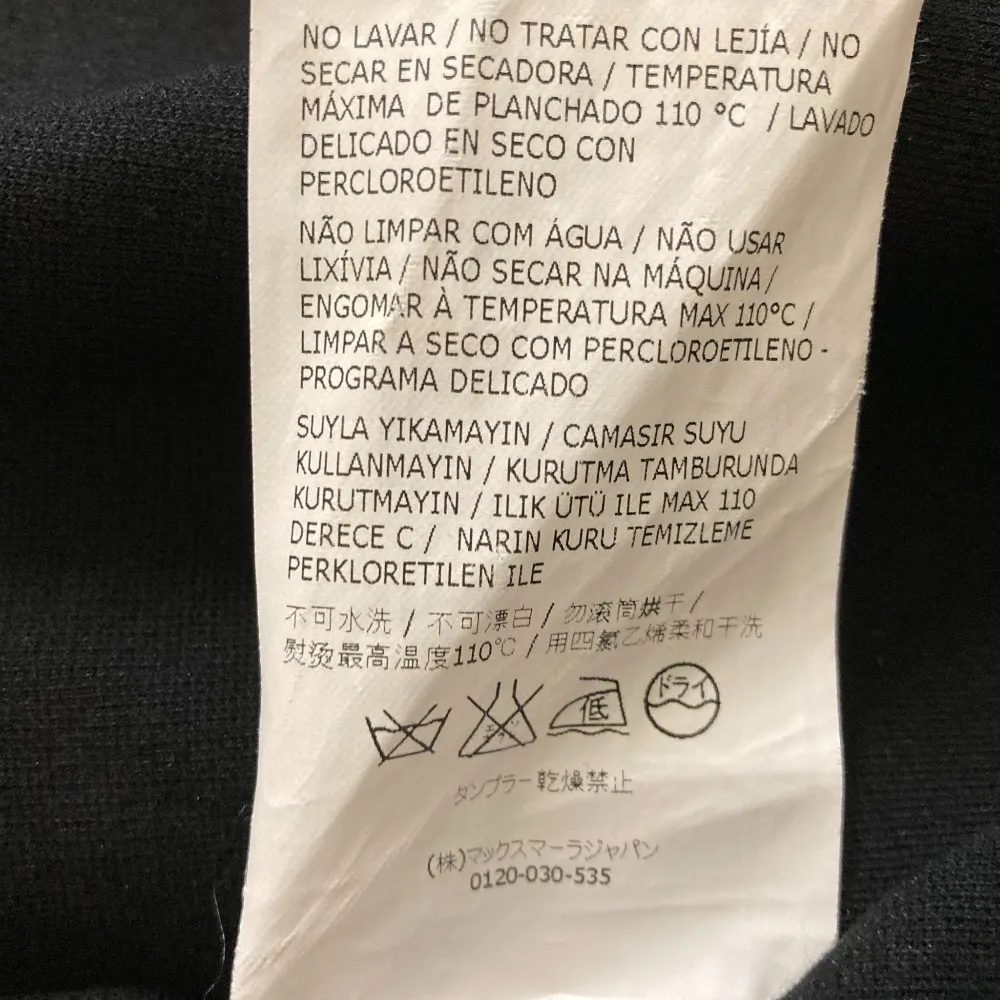 NO LAVAR / NO TRATAR CON LEJÍA / NO
SECAR EN SECADORA / TEMPERATURA
MÁXIMA DE PLANCHADO 110 °C / LAVADO
DELICADO EN SECO CON
PERCLOROETILENO
NÃO LIMPAR COM ÁGUA / NÃO USAR
LIXÍVIA / NÃO SECAR NA MÁQUINA /
ENGOMAR À TEMPERATURA MAX 110°C /
LIMPAR A SECO COM PERCLOROETILENO -
PROGRAMA DELICADO
SUYLA YIKAMAYIN / CAMASIR SUYU
KULLANMAYIN / KURUTMA TAMBURUNDA
KURUTMAYIN / ILIK ÜTÜ ILE MAX 110
DERECE C / NARIN KURU TEMIZLEME
PERKLORETILEN ILE
不可水洗 / 不可漂白 / 勿滚筒烘干 /
熨烫最高温度110°C / 用四氯乙烯柔和干洗
低 ドライ
タンブラー乾燥禁止
(株)マックスマーラジャパン
0120-030-535